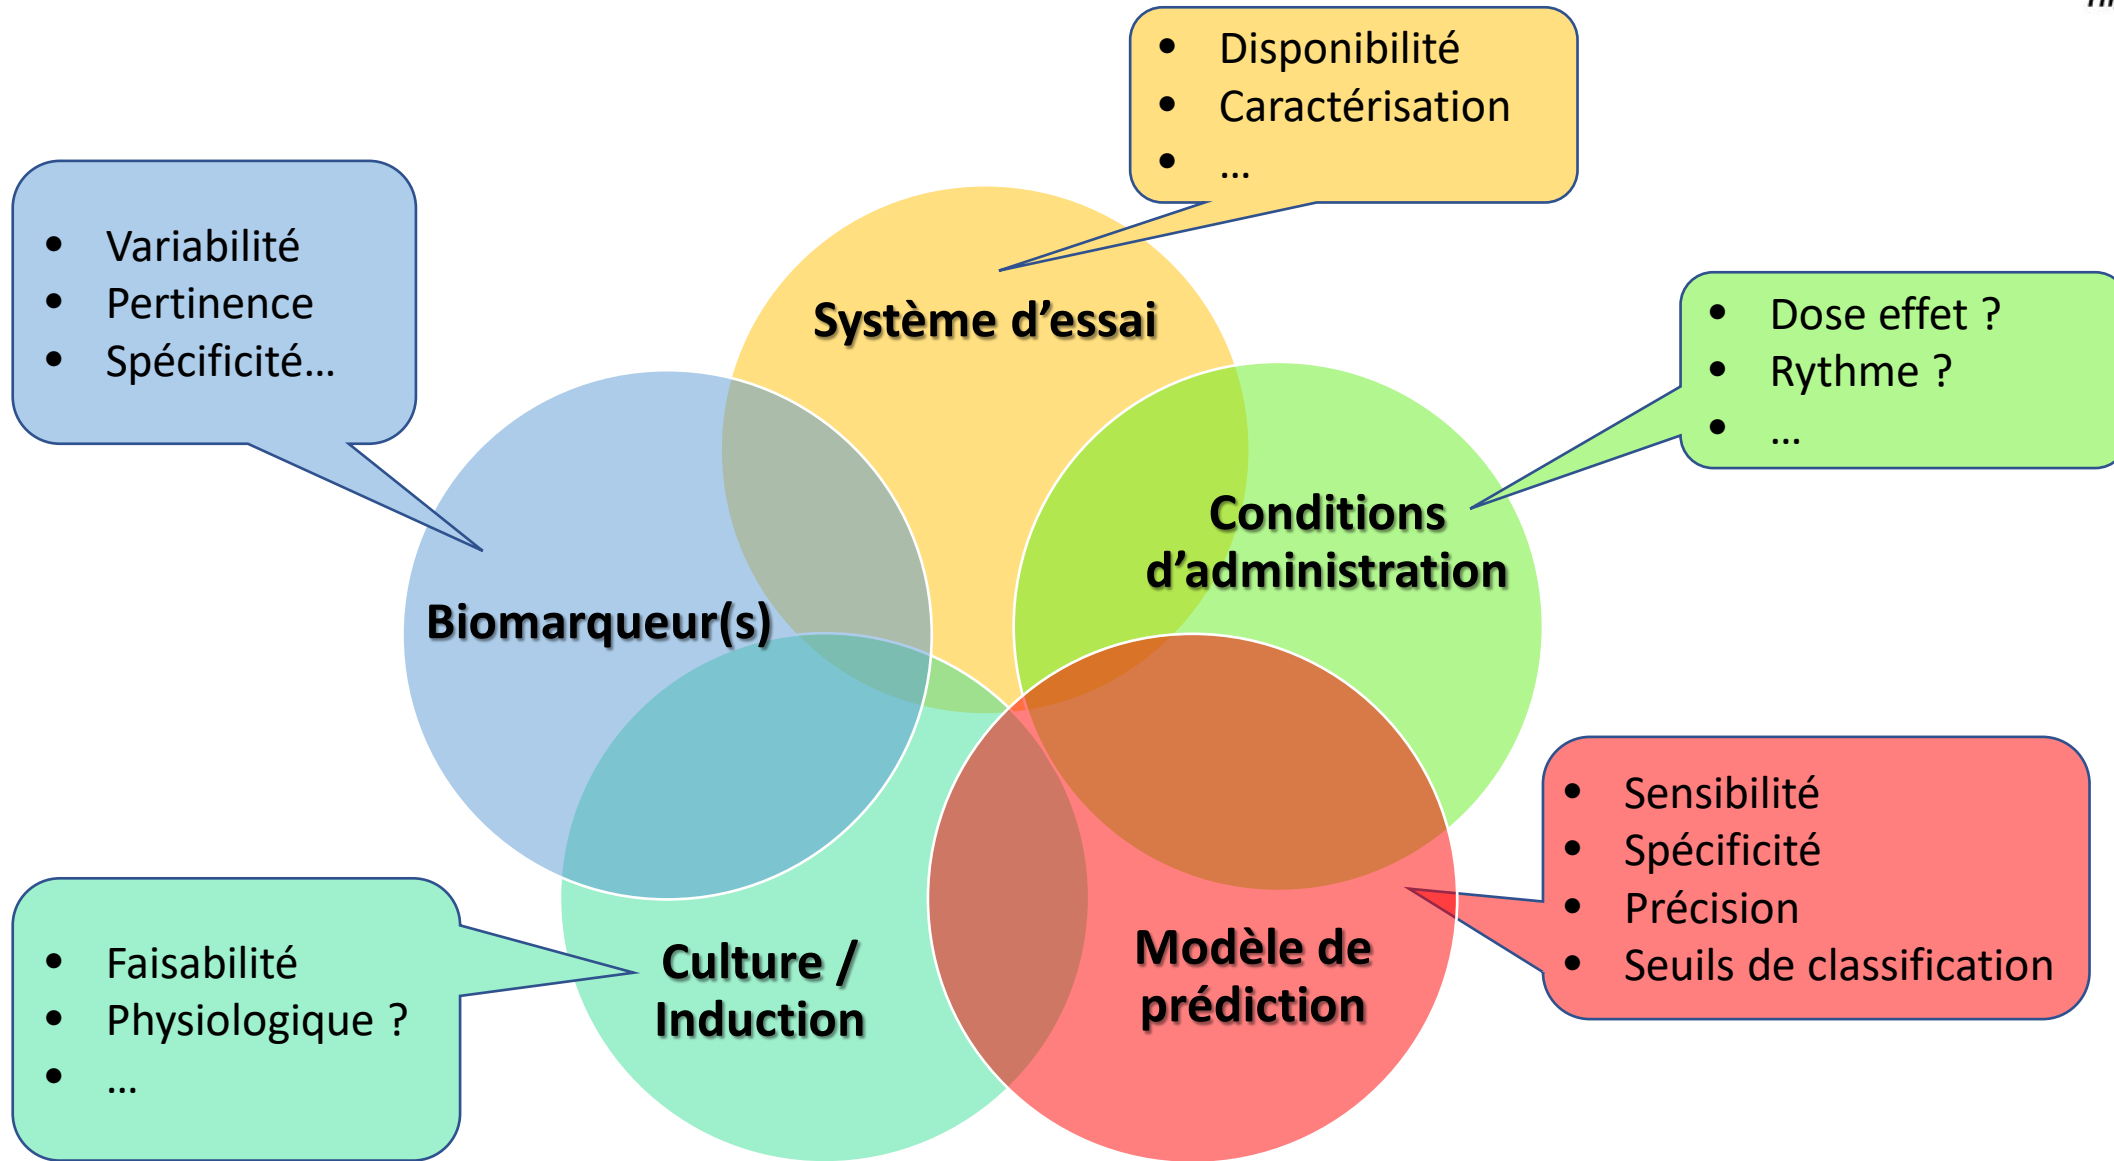 • Disponibilité
• Caractérisation
• …
• Variabilité
• Pertinence
• Spécificité…
Système d’essai
• Dose effet ?
• Rythme ?
• …
Conditions
d’administration
Biomarqueur(s)
• Sensibilité
• Spécificité
• Précision
• Seuils de classification
Modèle de
prédiction
Culture /
Induction
• Faisabilité
• Physiologique ?
• …